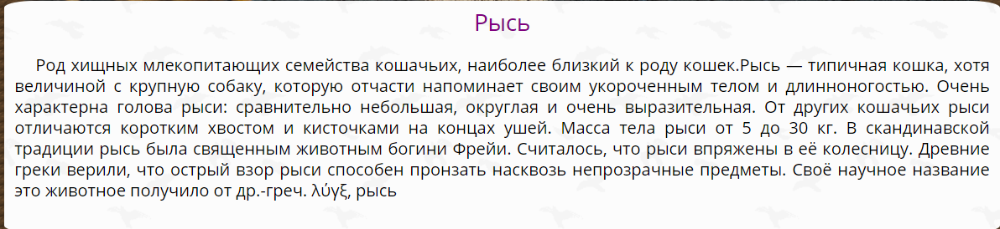 Рысь
Род хищных млекопитающих семейства кошачьих, наиболее близкий к роду кошек.Рысь — типичная кошка, хотя
величиной с крупную собаку, которую отчасти напоминает своим укороченным телом и длинноногостью. Очень
характерна голова рыси: сравнительно небольшая, округлая и очень выразительная. От других кошачьих рыси
отличаются коротким хвостом и кисточками на концах ушей. Масса тела рыси от 5 до 30 кг. В скандинавской
традиции рысь была священным животным богини Фрейи. Считалось, что рыси впряжены в её колесницу. Древние
греки верили, что острый взор рыси способен пронзать насквозь непрозрачные предметы. Своё научное название
это животное получило от др.-греч. λύγξ, рысь